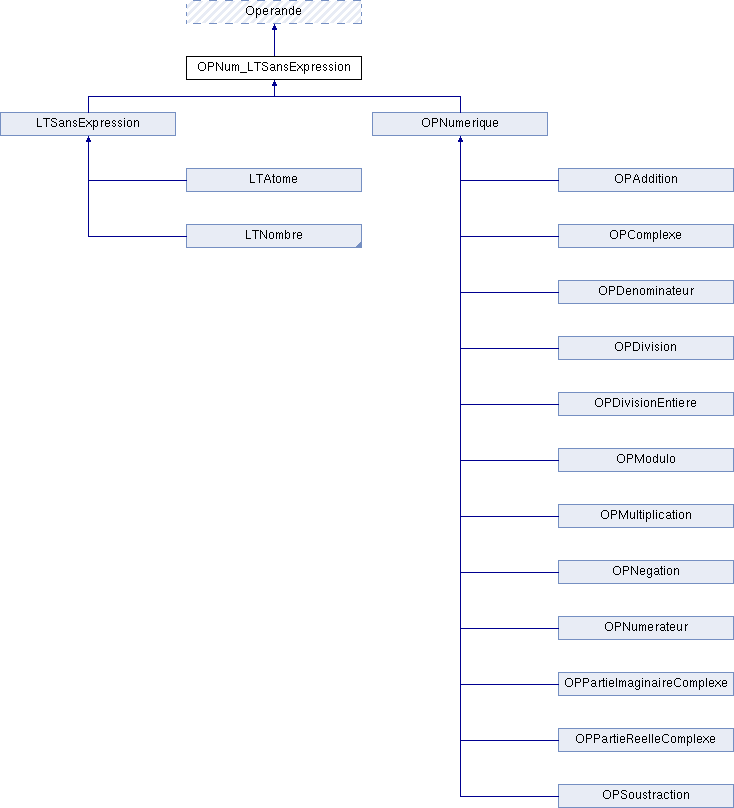 Operande
OPNum_LTSansExpression
LTSansExpression
OPNumerique
LTAtome
OPAddition
LTNombre
OPComplexe
OPDenominateur
OPDivision
OPDivisionEntiere
OPModulo
OPMultiplication
OPNegation
OPNumerateur
OPPartieImaginaireComplexe
OPPartieReelleComplexe
OPSoustraction